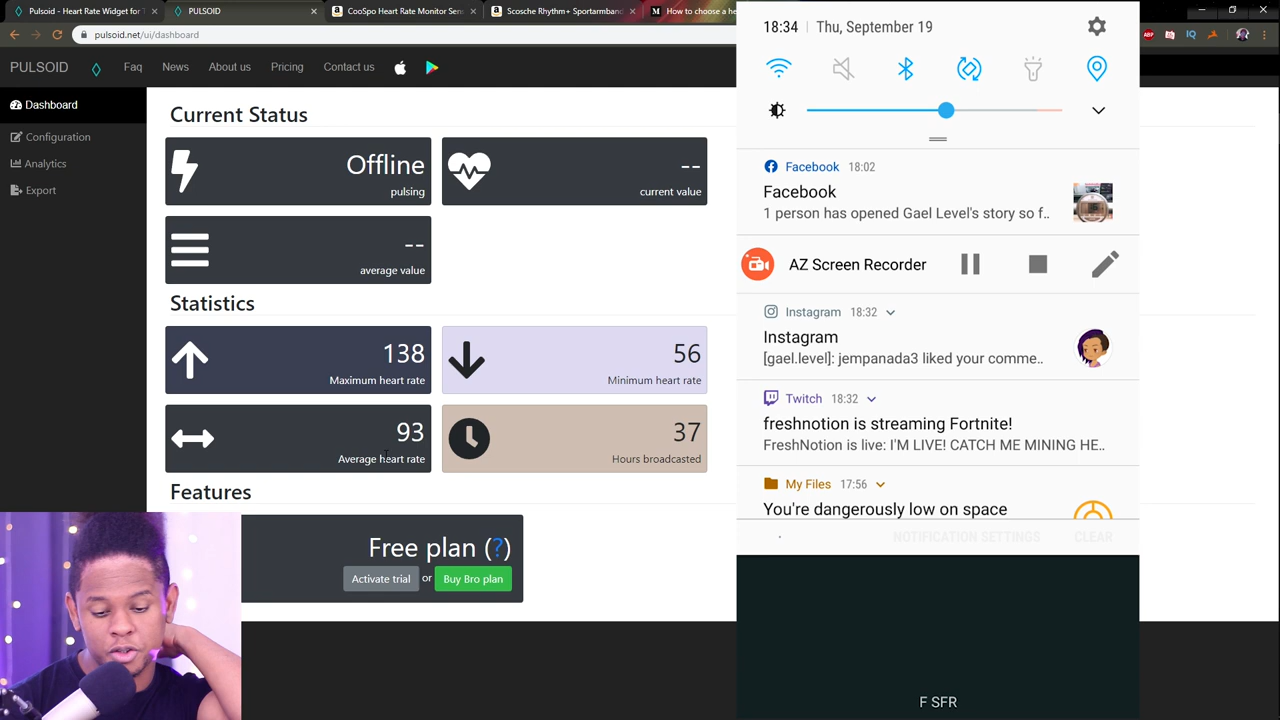 Pulsoid - Heart Rate Widget for T
PULSOID
CooSpo Heart Rate Monitor Sens
Scosche Rhythm+ Sportarmband
How to choose a he
pulsoid.net/ui/dashboard
PULSOID
Faq
News
About us
Pricing
Contact us
Dashboard
Configuration
Analytics
Export
Current Status
Offline
pulsing
--
current value
--
average value
Statistics
138
Maximum heart rate
56
Minimum heart rate
93
Average heart rate
37
Hours broadcasted
Features
Free plan (?)
Activate trial or Buy Bro plan
18:34 Thu, September 19
Facebook 18:02
Facebook
1 person has opened Gael Level's story so f..
AZ Screen Recorder
Instagram 18:32
Instagram
[gael.level]: jempanada3 liked your comme..
Twitch 18:32
freshnotion is streaming Fortnite!
FreshNotion is live: I'M LIVE! CATCH ME MINING HE..
My Files 17:56
You're dangerously low on space
NOTIFICATION SETTINGS CLEAR
F SFR